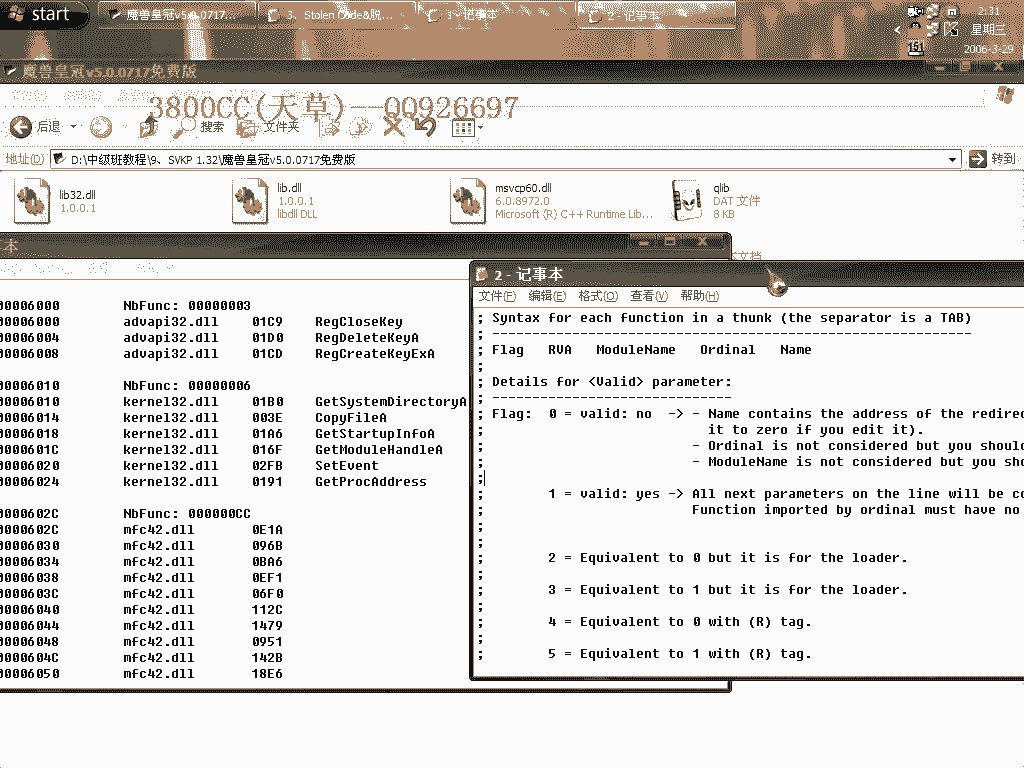 start
魔兽皇冠v5.0.0717...
3、Stolen Code&脱...
1 - 记事本
2 - 记事本
2:31
星期三
2006-3-29
151
魔兽皇冠v5.0.0717免费版
3800CC(天草)--QQ926697
后退
搜索
文件夹
地址(D)
D:\中级班教程\9、SVKP 1.32\魔兽皇冠v5.0.0717免费版
转到
lib32.dll
1.0.0.1
lib.dll
1.0.0.1
libdll DLL
msvcp60.dll
6.0.8972.0
Microsoft (R) C++ Runtime Lib...
qlib
DAT 文件
8 KB
本
文档
00006000 NbFunc: 00000003
00006000 advapi32.dll 01C9 RegCloseKey
00006004 advapi32.dll 01D0 RegDeleteKeyA
00006008 advapi32.dll 01CD RegCreateKeyExA
00006010 NbFunc: 00000006
00006010 kernel32.dll 01B0 GetSystemDirectoryA
00006014 kernel32.dll 003E CopyFileA
00006018 kernel32.dll 01A6 GetStartupInfoA
0000601C kernel32.dll 016F GetModuleHandleA
00006020 kernel32.dll 02FB SetEvent
00006024 kernel32.dll 0191 GetProcAddress
0000602C NbFunc: 000000CC
0000602C mfc42.dll 0E1A
00006030 mfc42.dll 096B
00006034 mfc42.dll 0BA6
00006038 mfc42.dll 0EF1
0000603C mfc42.dll 06F0
00006040 mfc42.dll 112C
00006044 mfc42.dll 1479
00006048 mfc42.dll 0951
0000604C mfc42.dll 142B
00006050 mfc42.dll 18E6
2 - 记事本
文件(F) 编辑(E) 格式(O) 查看(V) 帮助(H)
; Syntax for each function in a thunk (the separator is a TAB)
; ------------------------------------------------------------
; Flag RVA ModuleName Ordinal Name
;
; Details for <Valid> parameter:
; ------------------------------
; Flag: 0 = valid: no -> - Name contains the address of the redirec
; it to zero if you edit it).
; - Ordinal is not considered but you should
; - ModuleName is not considered but you sho
;
; 1 = valid: yes -> All next parameters on the line will be co
; Function imported by ordinal must have no
;
;
; 2 = Equivalent to 0 but it is for the loader.
;
; 3 = Equivalent to 1 but it is for the loader.
;
; 4 = Equivalent to 0 with (R) tag.
;
; 5 = Equivalent to 1 with (R) tag.